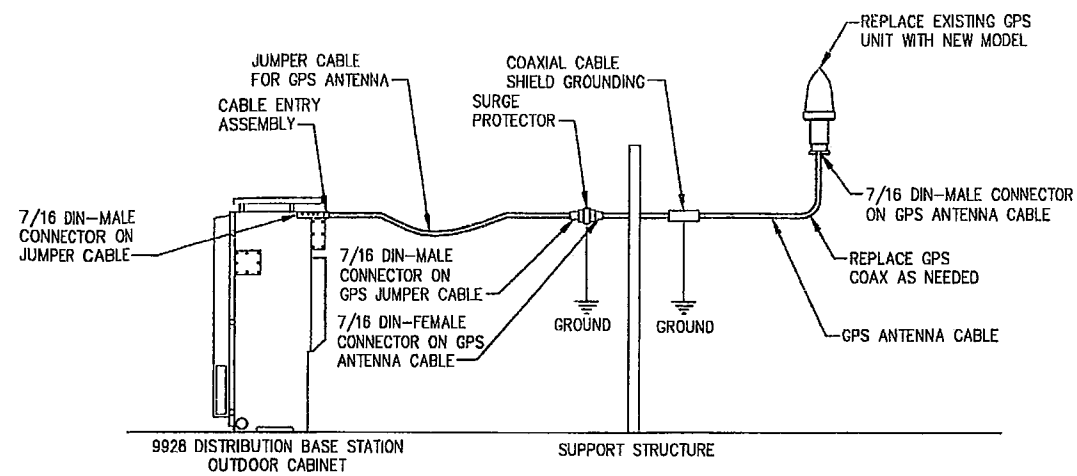 REPLACE EXISTING GPS
UNIT WITH NEW MODEL
JUMPER CABLE
FOR GPS ANTENNA
COAXIAL CABLE
SHIELD GROUNDING
CABLE ENTRY
ASSEMBLY
SURGE
PROTECTOR
7/16 DIN-MALE
CONNECTOR ON
JUMPER CABLE
7/16 DIN-MALE CONNECTOR
ON GPS ANTENNA CABLE
7/16 DIN-MALE
CONNECTOR ON
GPS JUMPER CABLE
REPLACE GPS
COAX AS NEEDED
7/16 DIN-FEMALE
CONNECTOR ON GPS
ANTENNA CABLE
GROUND
GROUND
GPS ANTENNA CABLE
9928 DISTRIBUTION BASE STATION
OUTDOOR CABINET
SUPPORT STRUCTURE